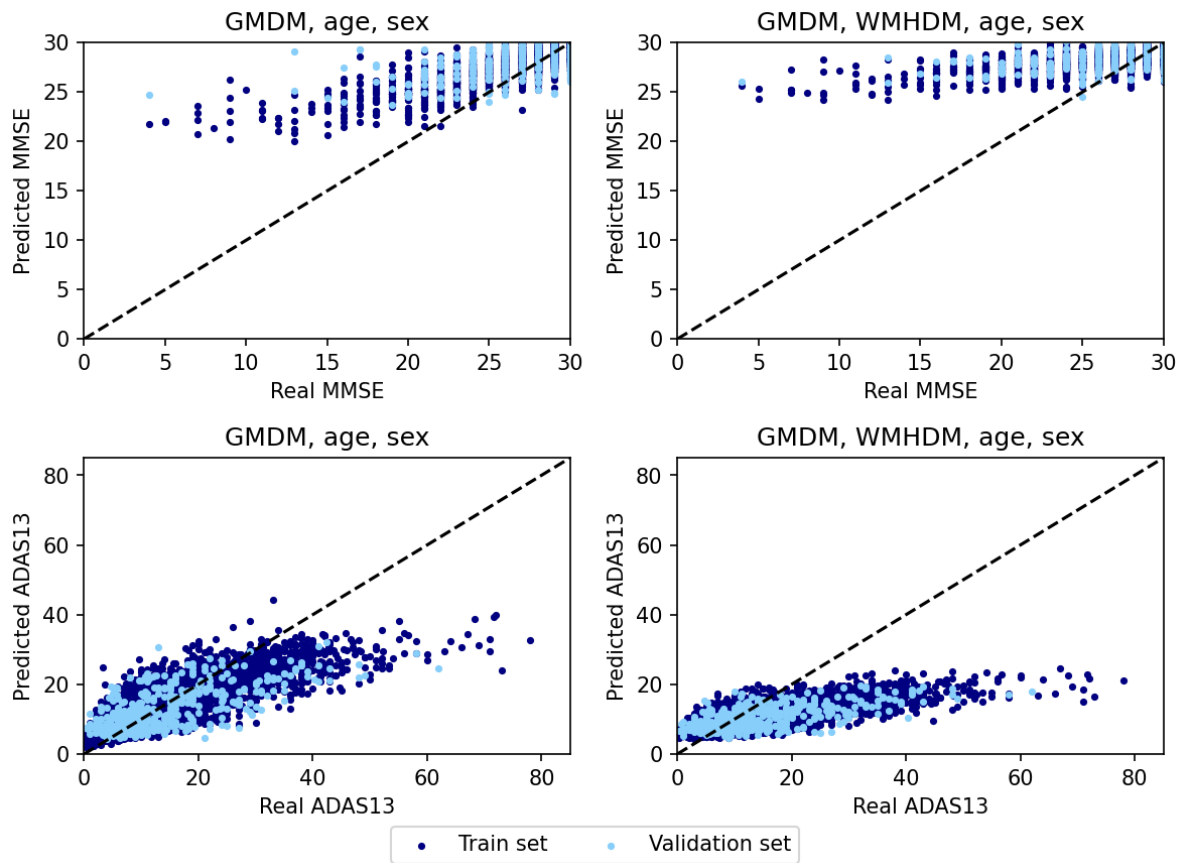 GMDM, age, sex
GMDM, WMHDM, age, sex
Predicted MMSE
30
25
20
15
10
5
0
0 5 10 15 20 25 30
Real MMSE
Predicted MMSE
30
25
20
15
10
5
0
0 5 10 15 20 25 30
Real MMSE
GMDM, age, sex
GMDM, WMHDM, age, sex
Predicted ADAS13
80
60
40
20
0
0 20 40 60 80
Real ADAS13
Predicted ADAS13
80
60
40
20
0
0 20 40 60 80
Real ADAS13
Train set Validation set